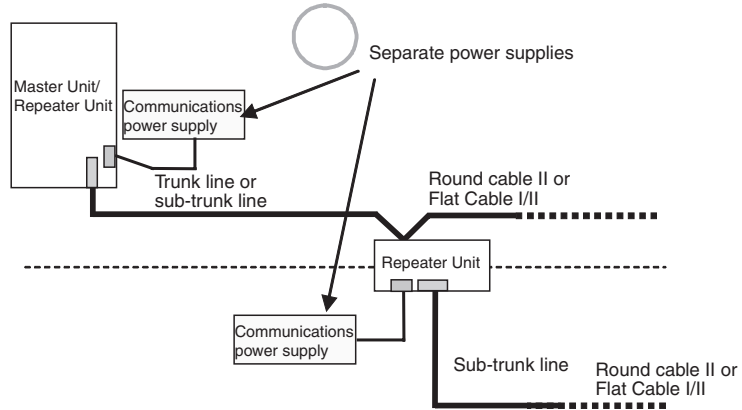 Separate power supplies
Master Unit/
Repeater Unit
Communications
power supply
Trunk line or
sub-trunk line
Round cable II or
Flat Cable I/II
Repeater Unit
Communications
power supply
Sub-trunk line
Round cable II or
Flat Cable I/II